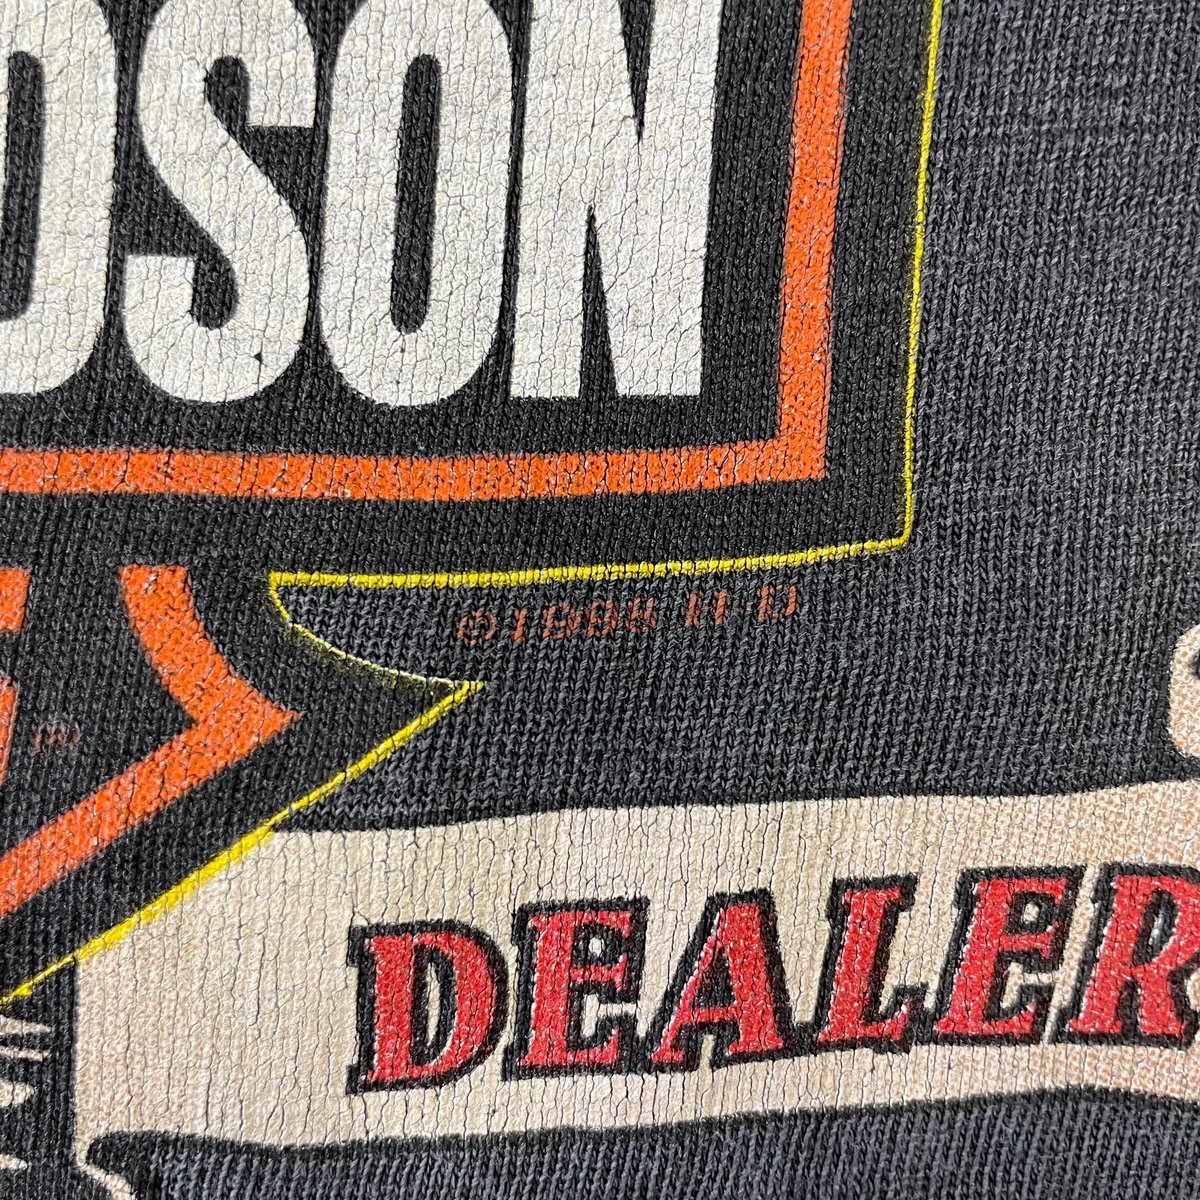 DSON
©1998 H-D
®
DEALER